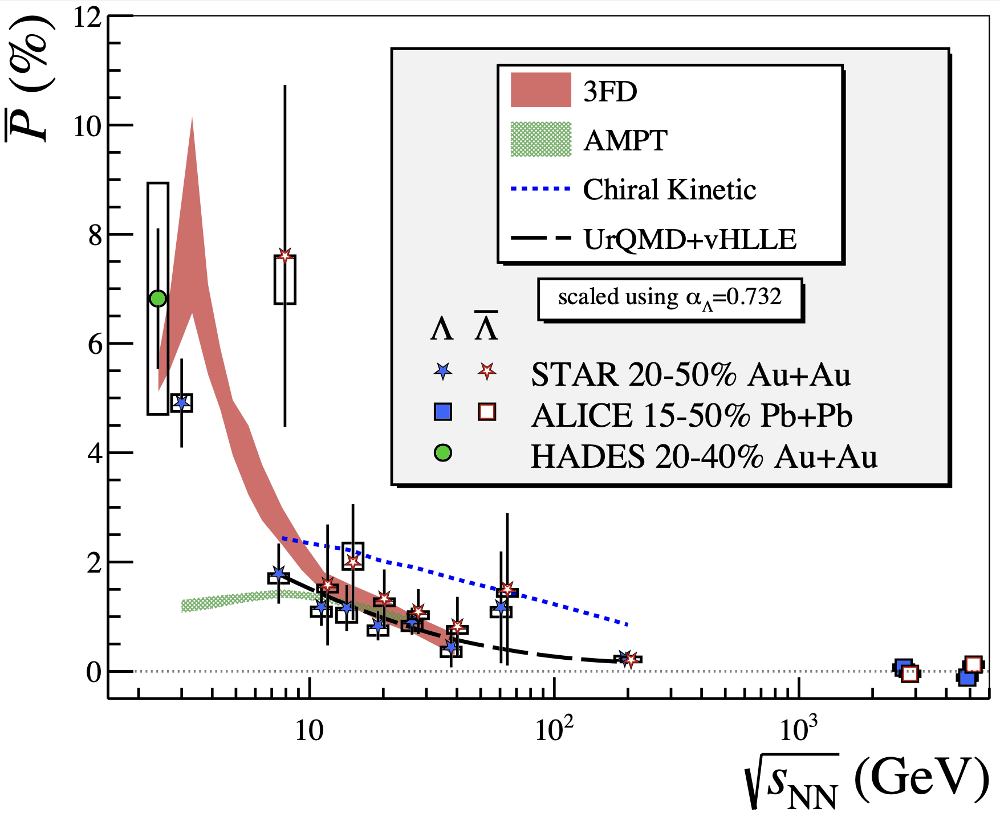 P̅ (%)
12
10
8
6
4
2
0
3FD
AMPT
Chiral Kinetic
UrQMD+vHLLE
scaled using α_Λ=0.732
Λ Λ̅
STAR 20-50% Au+Au
ALICE 15-50% Pb+Pb
HADES 20-40% Au+Au
10 10² 10³
√s_NN (GeV)